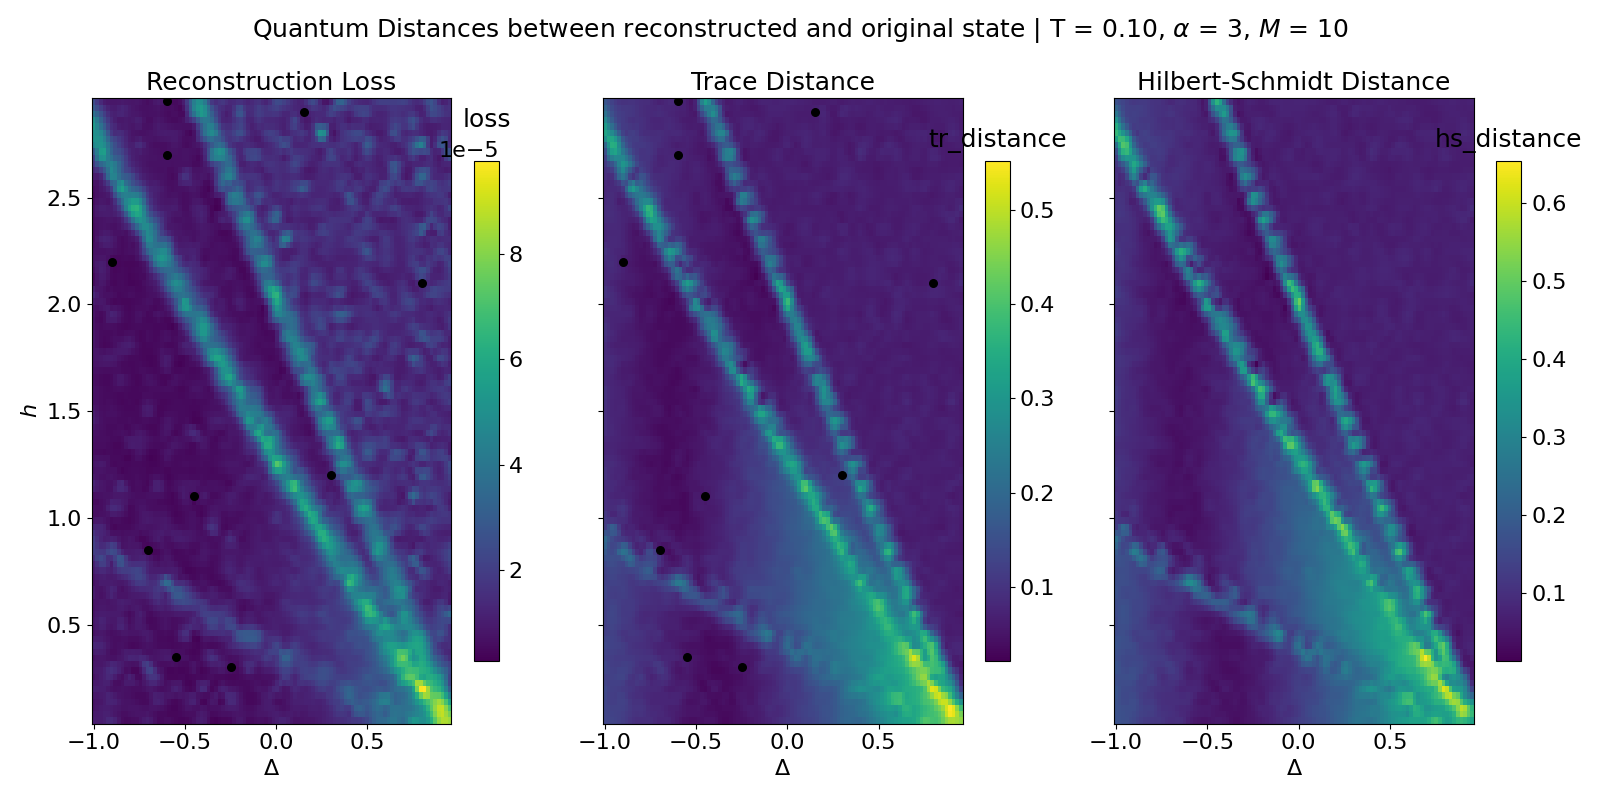 Quantum Distances between reconstructed and original state | T = 0.10, α = 3, M = 10
Reconstruction Loss
Trace Distance
Hilbert-Schmidt Distance
loss
1e−5
tr_distance
hs_distance
h
2.5
2.0
1.5
1.0
0.5
8
6
4
2
0.5
0.4
0.3
0.2
0.1
0.6
0.5
0.4
0.3
0.2
0.1
−1.0 −0.5 0.0 0.5
−1.0 −0.5 0.0 0.5
−1.0 −0.5 0.0 0.5
Δ
Δ
Δ